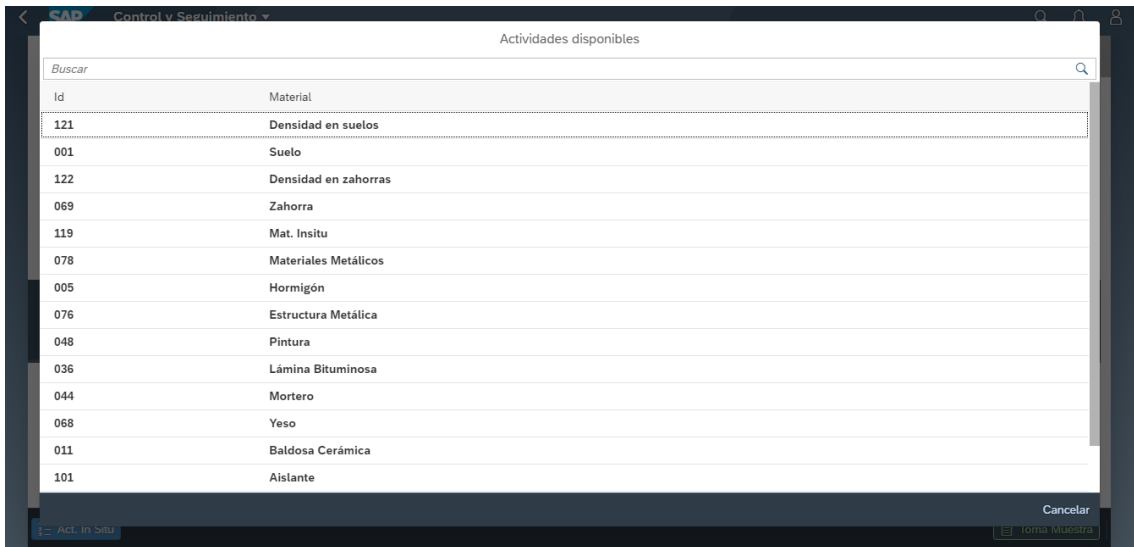 SAP Control y Seguimiento
Actividades disponibles
Buscar
Id Material
121 Densidad en suelos
001 Suelo
122 Densidad en zahorras
069 Zahorra
119 Mat. Insitu
078 Materiales Metálicos
005 Hormigón
076 Estructura Metálica
048 Pintura
036 Lámina Bituminosa
044 Mortero
068 Yeso
011 Baldosa Cerámica
101 Aislante
Cancelar
Act. In Situ Toma Muestra